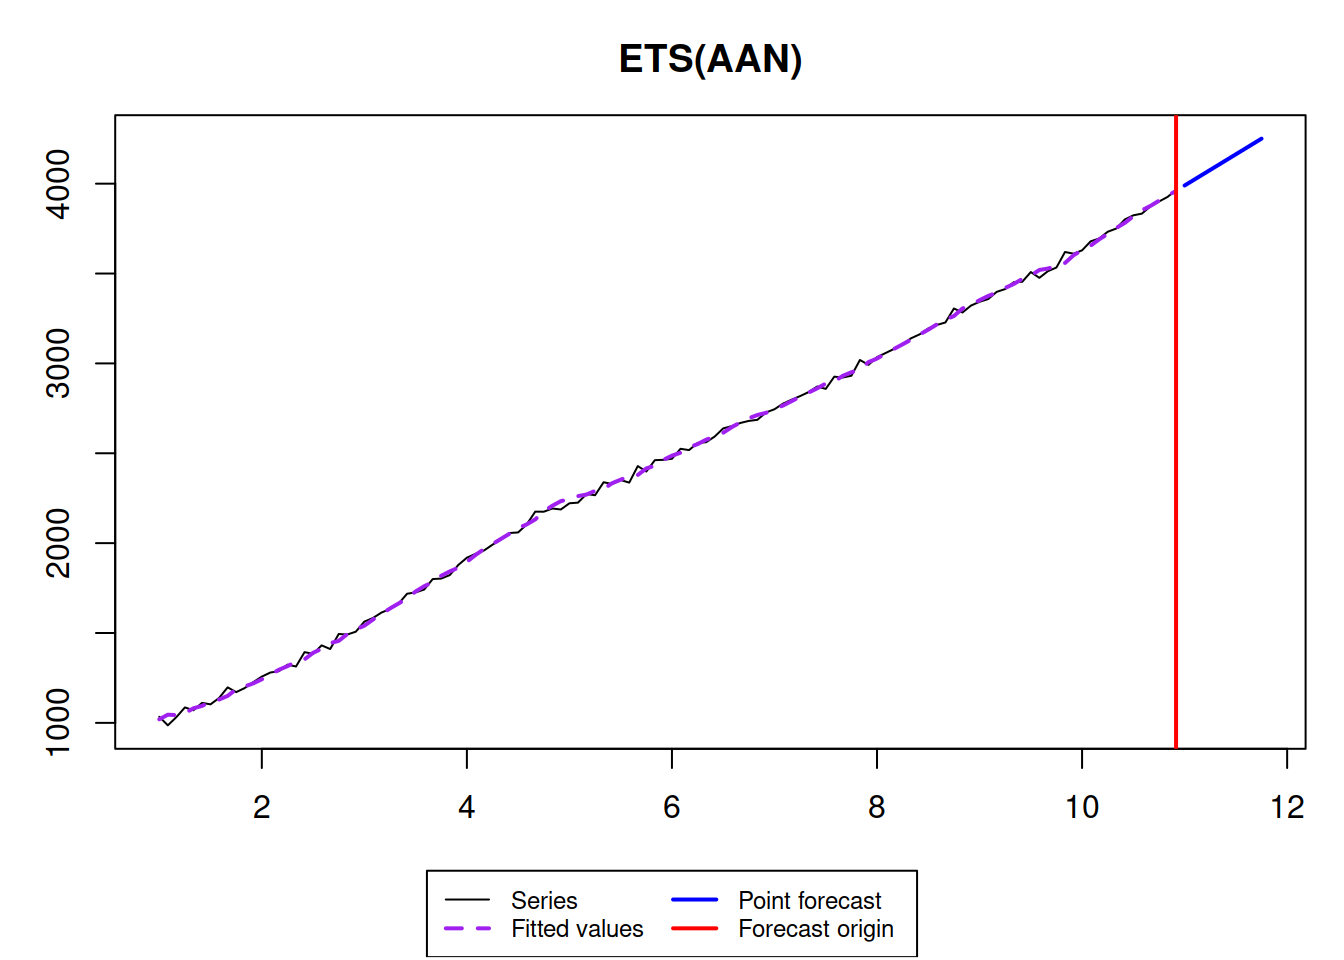 ETS(AAN)
4000
3000
2000
1000
2 4 6 8 10 12
Series Point forecast
Fitted values Forecast origin